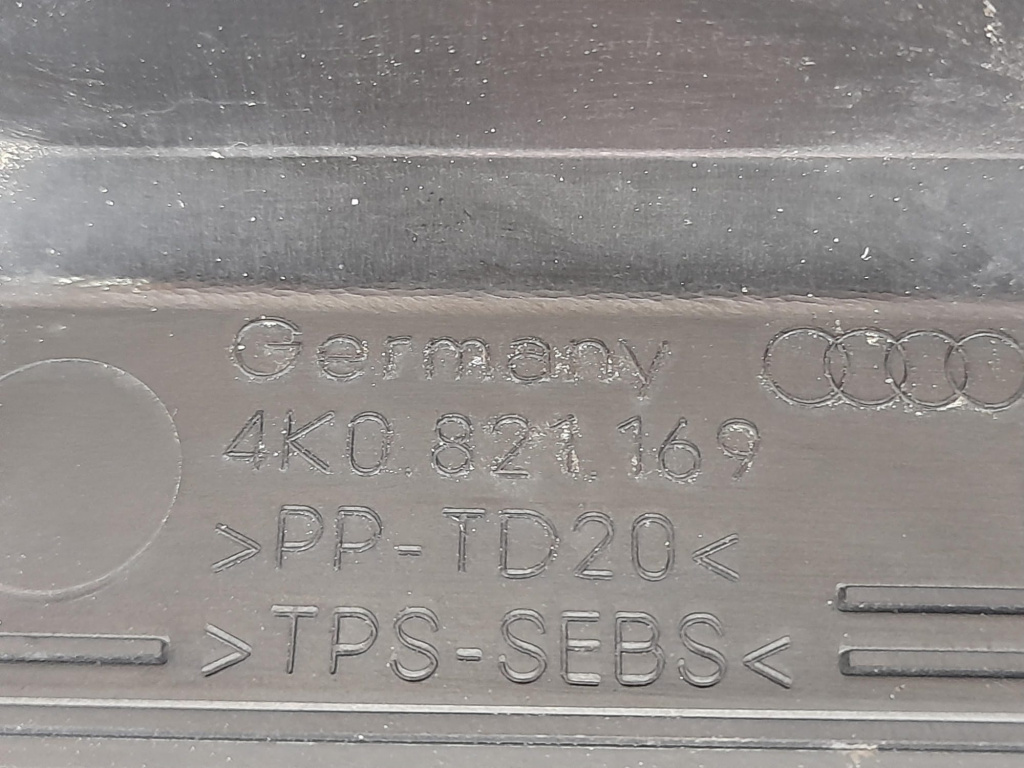 Germany
4K0.821.169
>PP-TD20<
>TPS-SEBS<